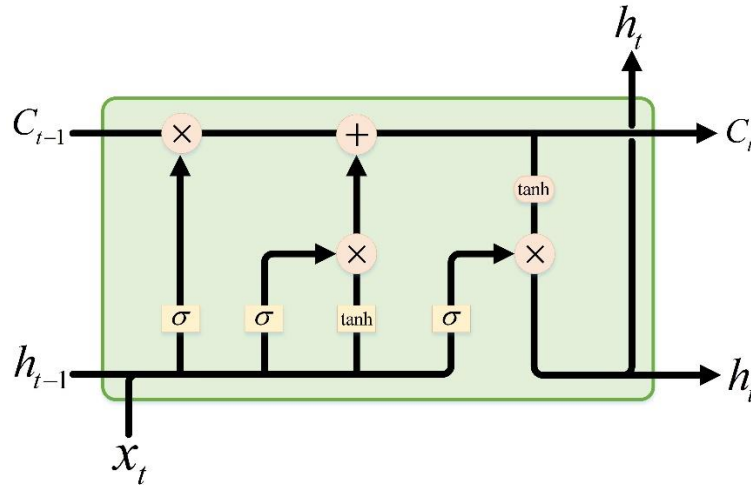 h_t
C_{t-1} × + C_t
tanh
× ×
σ σ tanh σ
h_{t-1} h_t
x_t